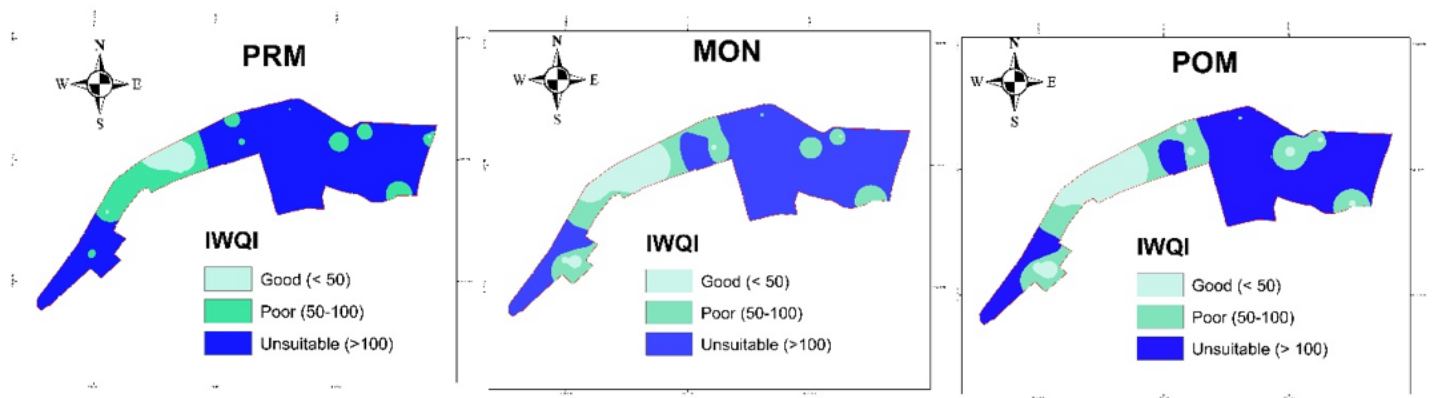 PRM
N
W E
S
IWQI
Good (< 50)
Poor (50-100)
Unsuitable (>100)
MON
N
W E
S
IWQI
Good (< 50)
Poor (50-100)
Unsuitable (>100)
POM
N
W E
S
IWQI
Good (< 50)
Poor (50-100)
Unsuitable (> 100)